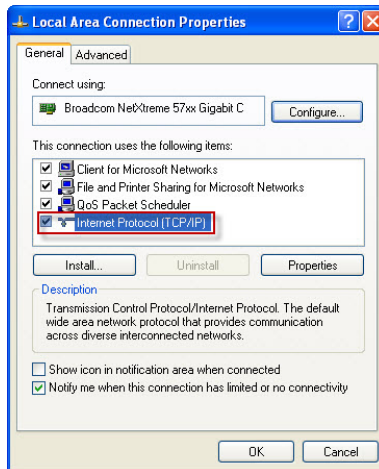 Local Area Connection Properties
General Advanced
Connect using:
Broadcom NetXtreme 57xx Gigabit C Configure...
This connection uses the following items:
Client for Microsoft Networks
File and Printer Sharing for Microsoft Networks
QoS Packet Scheduler
Internet Protocol (TCP/IP)
Install... Uninstall Properties
Description
Transmission Control Protocol/Internet Protocol. The default
wide area network protocol that provides communication
across diverse interconnected networks.
Show icon in notification area when connected
Notify me when this connection has limited or no connectivity
OK Cancel